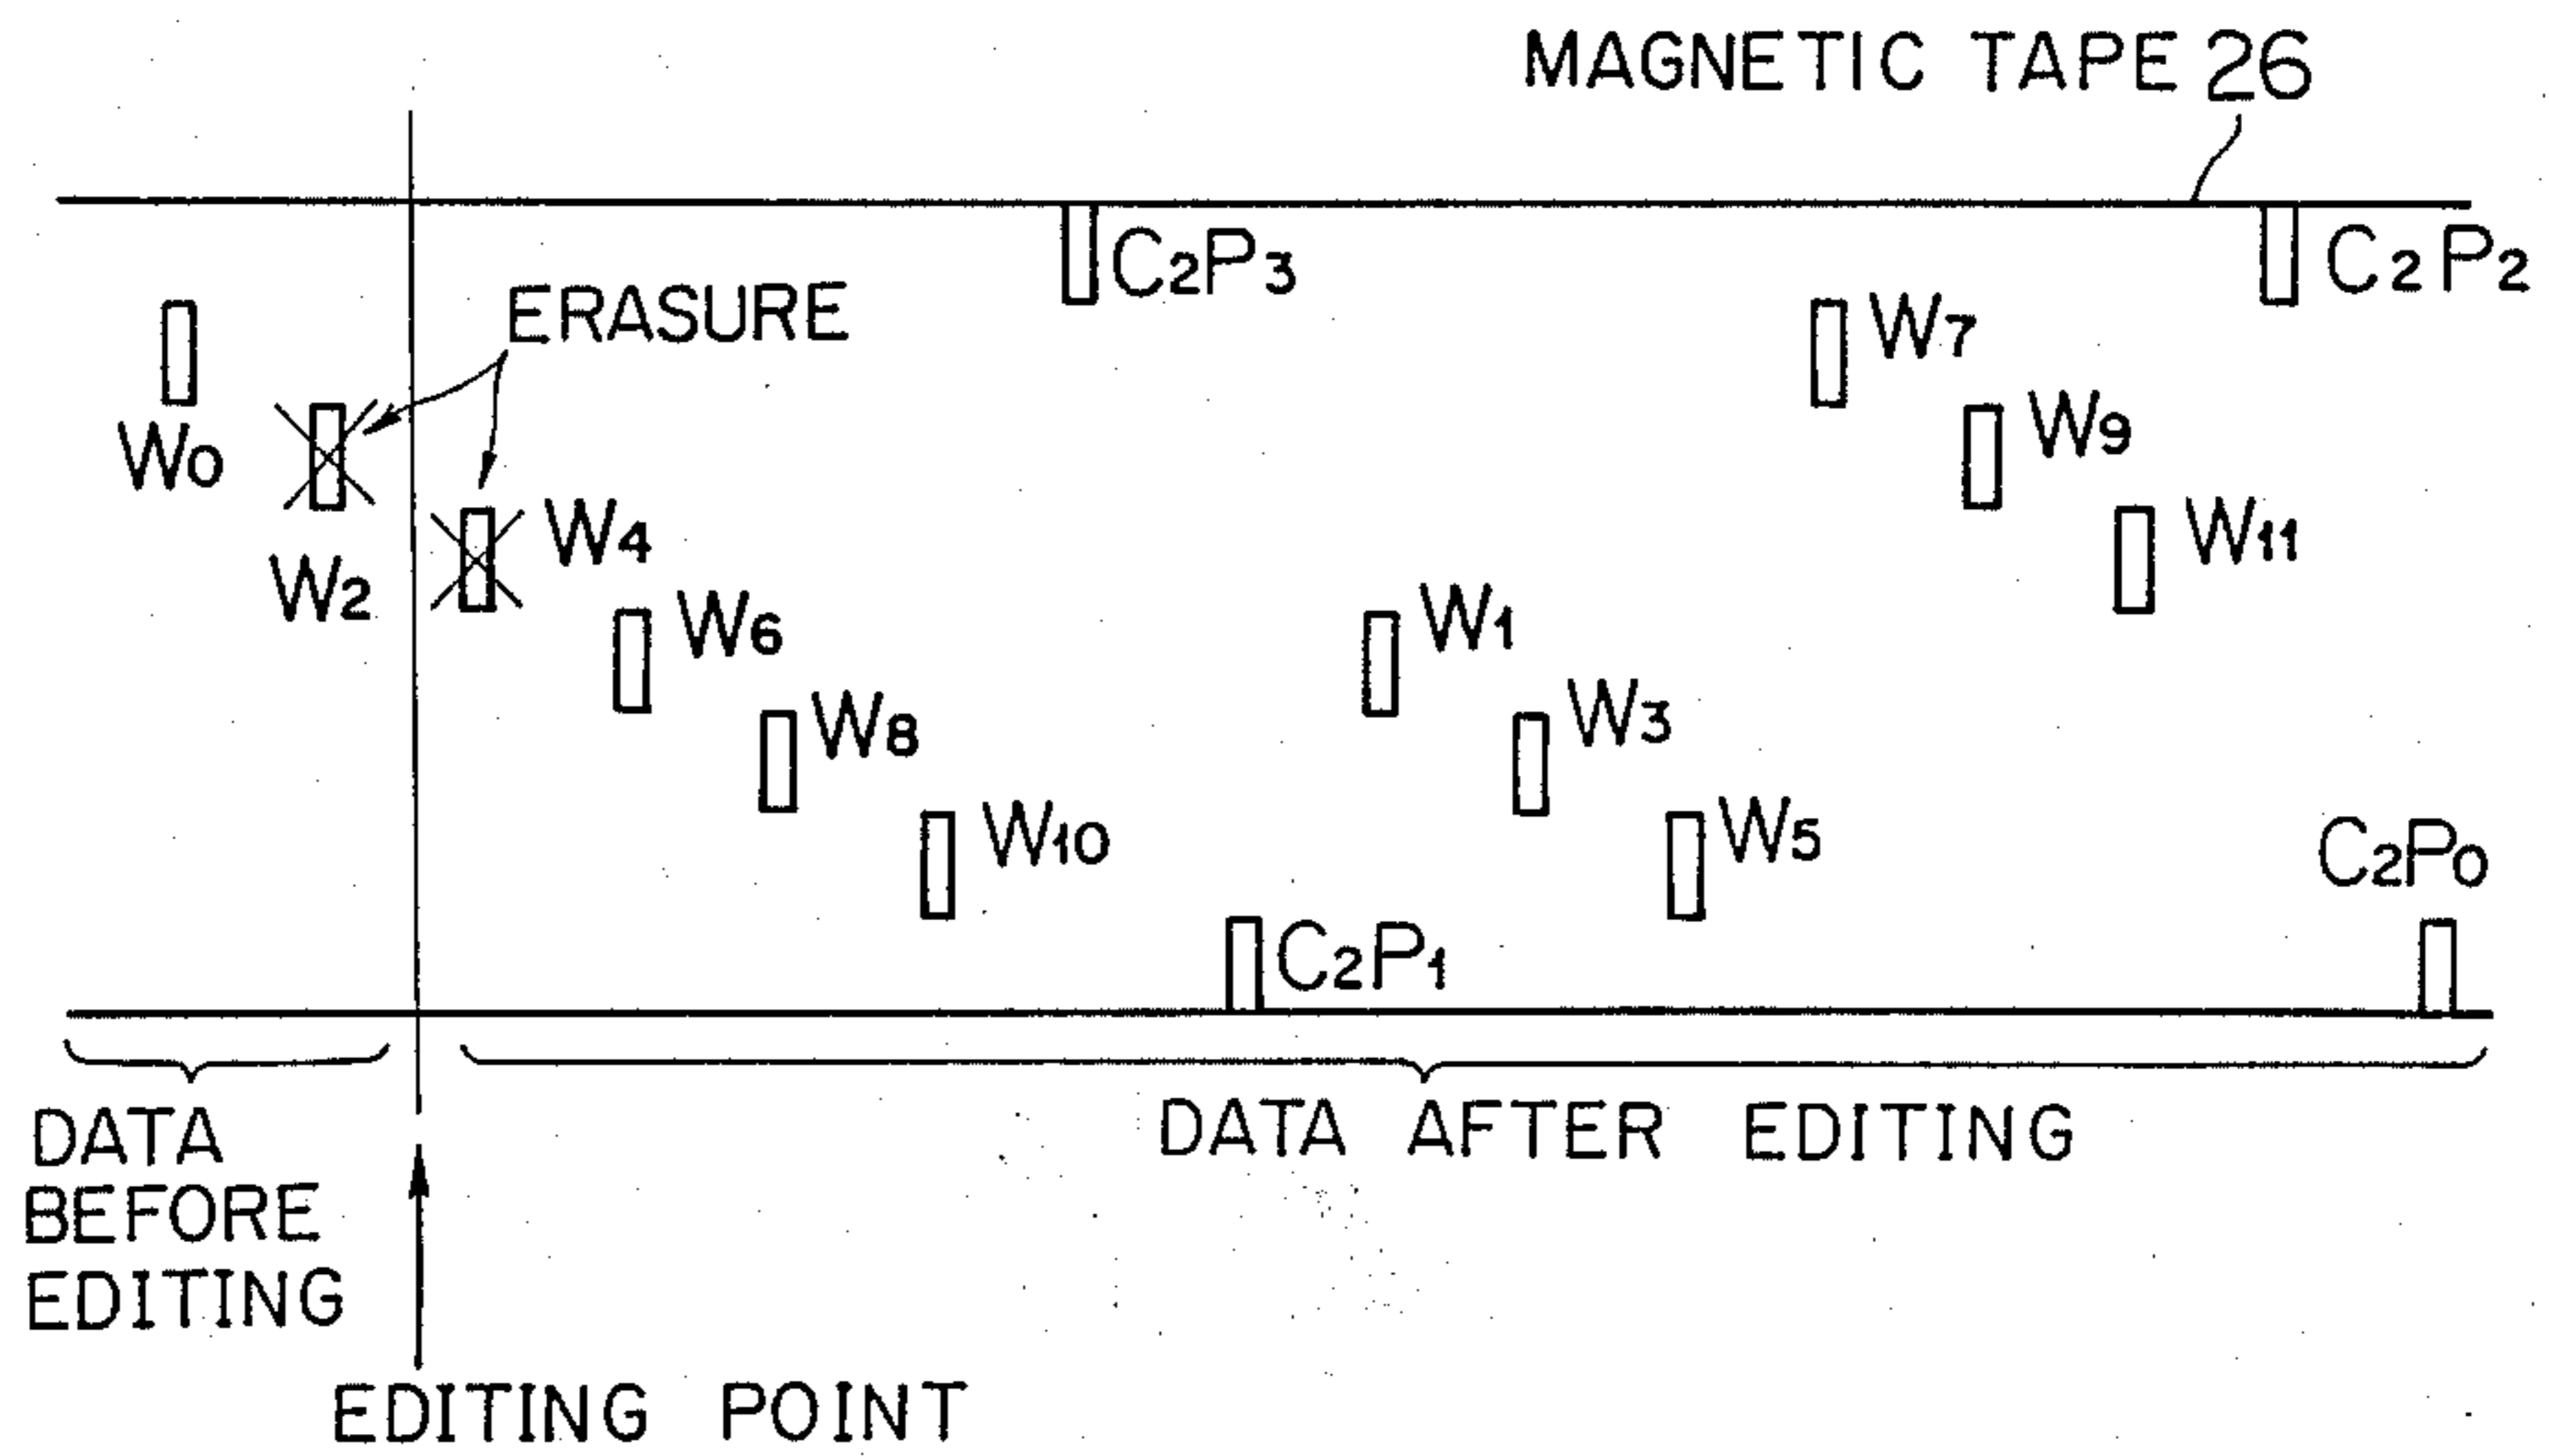 MAGNETIC TAPE 26
C2P3
C2P2
ERASURE
W7
W0
W9
W4
W11
W2
W6
W1
W8
W3
W10
W5
C2P0
C2P1
DATA BEFORE EDITING
DATA AFTER EDITING
EDITING POINT